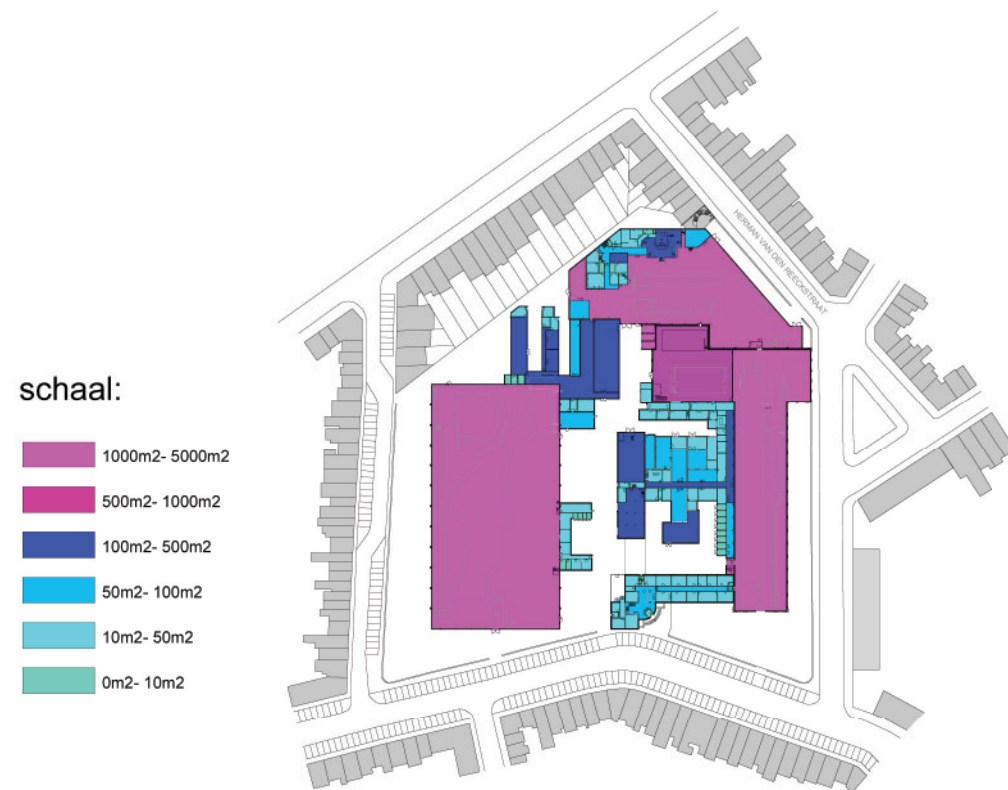 HERMAN VAN DEN REECKSTRAAT
schaal:
1000m2- 5000m2
500m2- 1000m2
100m2- 500m2
50m2- 100m2
10m2- 50m2
0m2- 10m2